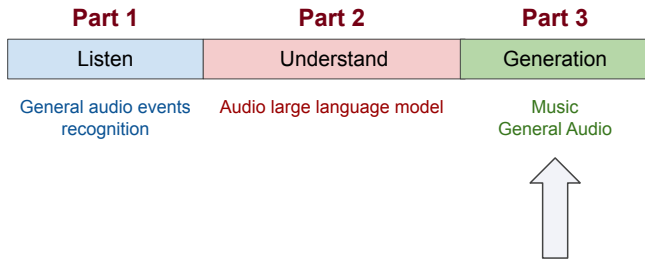 Part 1
Part 2
Part 3
Listen
Understand
Generation
General audio events
recognition
Audio large language model
Music
General Audio